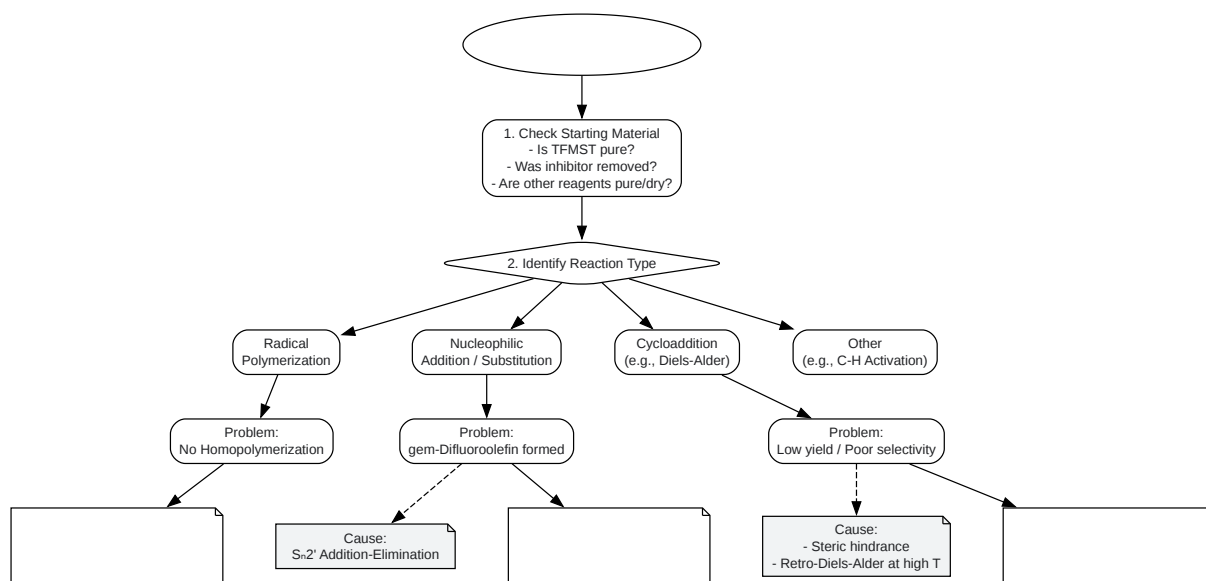 1. Check Starting Material
- Is TFMST pure?
- Was inhibitor removed?
- Are other reagents pure/dry?
2. Identify Reaction Type
Radical
Polymerization
Nucleophilic
Addition / Substitution
Cycloaddition
(e.g., Diels-Alder)
Other
(e.g., C-H Activation)
Problem:
No Homopolymerization
Problem:
gem-Difluoroolefin formed
Problem:
Low yield / Poor selectivity
Cause:
Sₙ2' Addition-Elimination
Cause:
- Steric hindrance
- Retro-Diels-Alder at high T